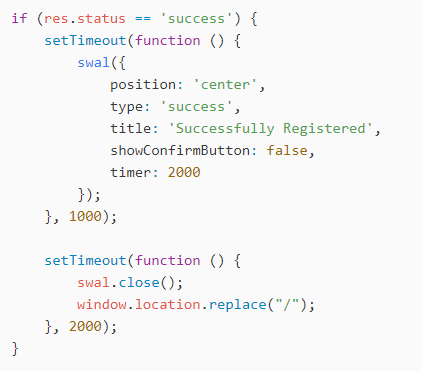 if (res.status == 'success') {
    setTimeout(function () {
        swal({
            position: 'center',
            type: 'success',
            title: 'Successfully Registered',
            showConfirmButton: false,
            timer: 2000
        });
    }, 1000);

    setTimeout(function () {
        swal.close();
        window.location.replace("/");
    }, 2000);
}